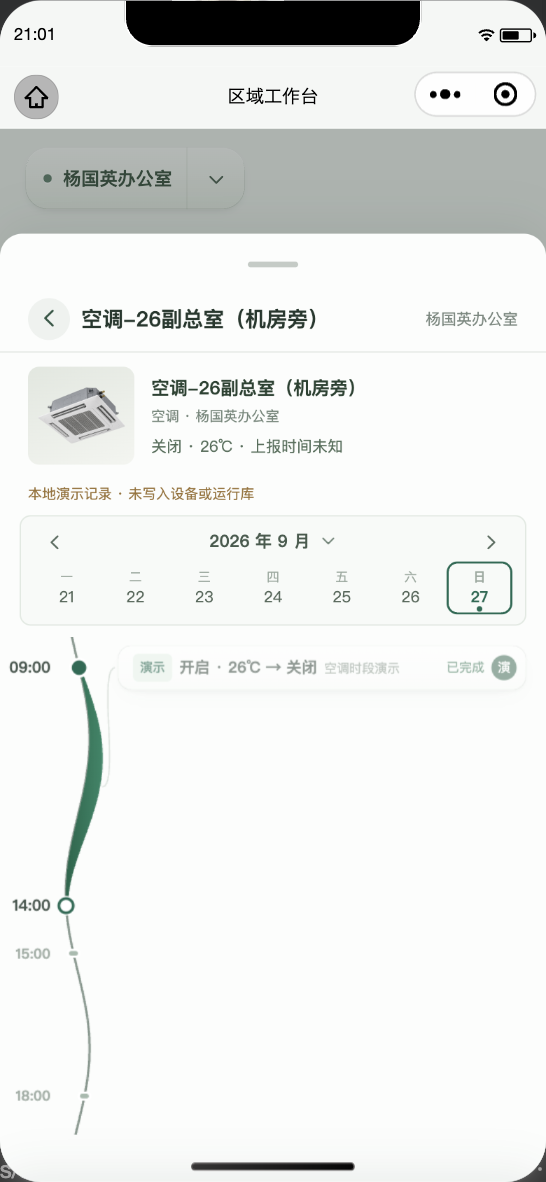 21:01
区域工作台
杨国英办公室
空调-26副总室（机房旁） 杨国英办公室
空调-26副总室（机房旁）
空调 · 杨国英办公室
关闭 · 26℃ · 上报时间未知
本地演示记录 · 未写入设备或运行库
2026 年 9 月
一 二 三 四 五 六 日
21 22 23 24 25 26 27
09:00 演示 开启 · 26℃ → 关闭 空调时段演示 已完成 演
14:00
15:00
18:00